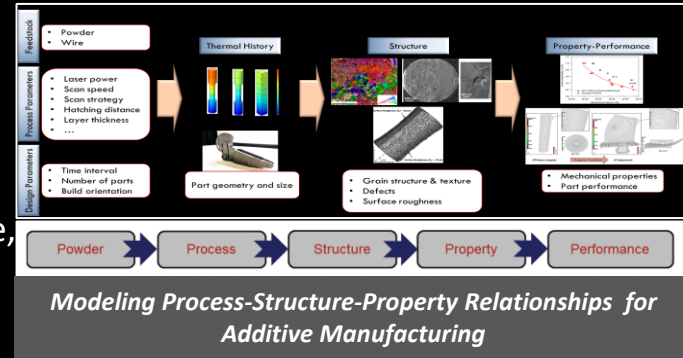 Feedstock
• Powder
• Wire
Process Parameters
• Laser power
• Scan speed
• Scan strategy
• Hatching distance
• Layer thickness
• ...
Design Parameters
• Time interval
• Number of parts
• Build orientation
Thermal History
Part geometry and size
Structure
• Grain structure & texture
• Defects
• Surface roughness
Property-Performance
• Mechanical properties
• Part performance
e,
Powder
Process
Structure
Property
Performance
Modeling Process-Structure-Property Relationships for
Additive Manufacturing